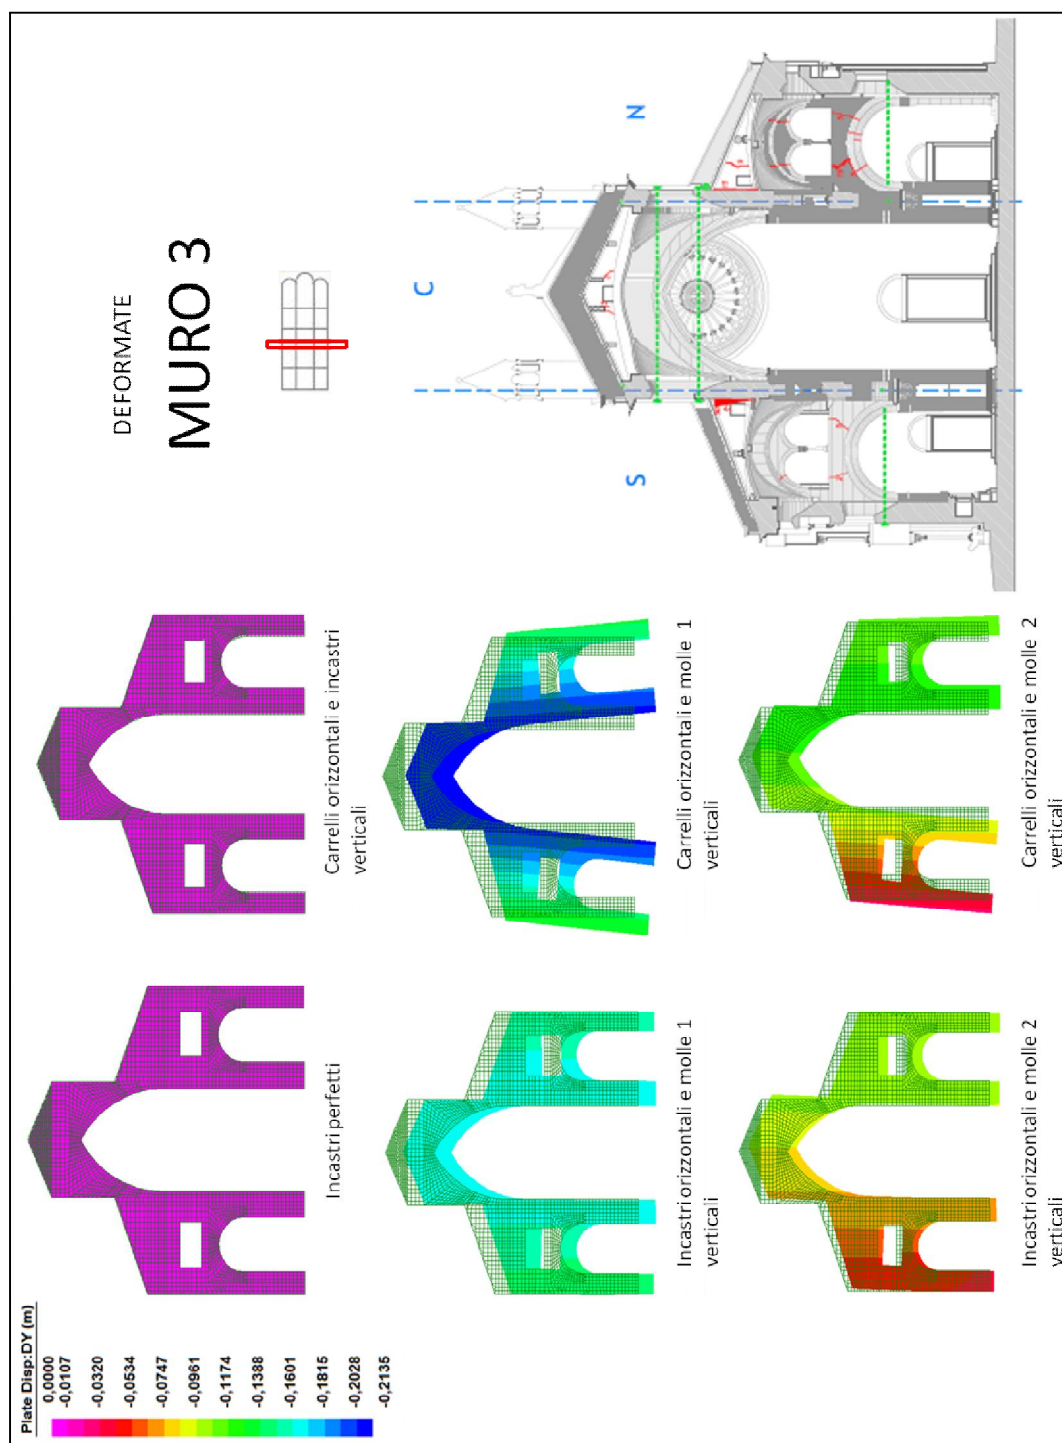 DEFORMATE
MURO 3
Plate Disp:DY (m)
0,0000
-0,0107
-0,0320
-0,0534
-0,0747
-0,0961
-0,1174
-0,1388
-0,1601
-0,1815
-0,2028
-0,2135
Incastri perfetti
Carrelli orizzontali e incastri
verticali
Incastri orizzontali e molle 1
verticali
Carrelli orizzontali e molle 1
verticali
Incastri orizzontali e molle 2
verticali
Carrelli orizzontali e molle 2
verticali
S
C
N